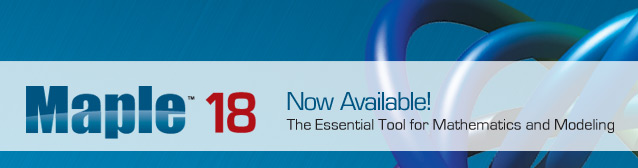 Maple™ 18
Now Available!
The Essential Tool for Mathematics and Modeling